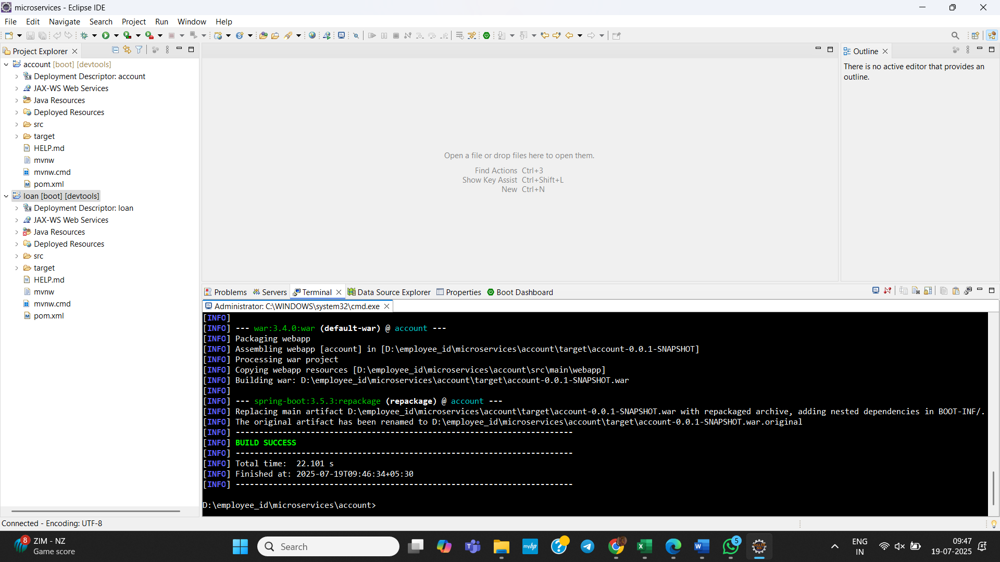 microservices - Eclipse IDE
File Edit Navigate Search Project Run Window Help
Project Explorer
account [boot] [devtools]
Deployment Descriptor: account
JAX-WS Web Services
Java Resources
Deployed Resources
src
target
HELP.md
mvnw
mvnw.cmd
pom.xml
loan [boot] [devtools]
Deployment Descriptor: loan
JAX-WS Web Services
Java Resources
Deployed Resources
src
target
HELP.md
mvnw
mvnw.cmd
pom.xml
Open a file or drop files here to open them.
Find Actions Ctrl+3
Show Key Assist Ctrl+Shift+L
New Ctrl+N
Outline
There is no active editor that provides an
outline.
Problems Servers Terminal Data Source Explorer Properties Boot Dashboard
Administrator: C:\WINDOWS\system32\cmd.exe
[INFO]
[INFO] --- war:3.4.0:war (default-war) @ account ---
[INFO] Packaging webapp
[INFO] Assembling webapp [account] in [D:\employee_id\microservices\account\target\account-0.0.1-SNAPSHOT]
[INFO] Processing war project
[INFO] Copying webapp resources [D:\employee_id\microservices\account\src\main\webapp]
[INFO] Building war: D:\employee_id\microservices\account\target\account-0.0.1-SNAPSHOT.war
[INFO]
[INFO] --- spring-boot:3.5.3:repackage (repackage) @ account ---
[INFO] Replacing main artifact D:\employee_id\microservices\account\target\account-0.0.1-SNAPSHOT.war with repackaged archive, adding nested dependencies in BOOT-INF/.
[INFO] The original artifact has been renamed to D:\employee_id\microservices\account\target\account-0.0.1-SNAPSHOT.war.original
[INFO] ------------------------------------------------------------------------
[INFO] BUILD SUCCESS
[INFO] ------------------------------------------------------------------------
[INFO] Total time:  22.101 s
[INFO] Finished at: 2025-07-19T09:46:34+05:30
[INFO] ------------------------------------------------------------------------
D:\employee_id\microservices\account>
Connected - Encoding: UTF-8
8
ZIM - NZ
Game score
Search
myhp
5
ENG
IN
09:47
19-07-2025